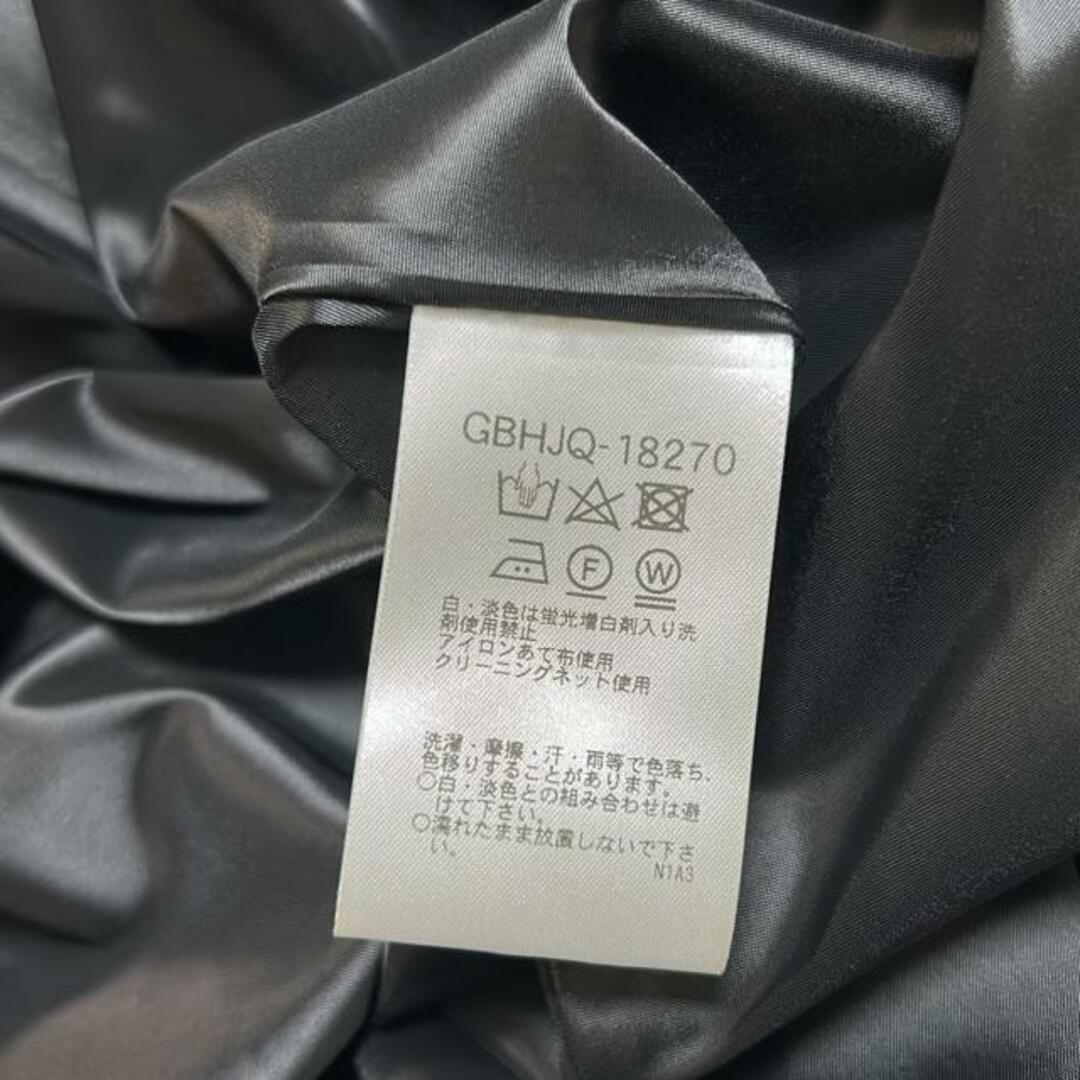 GBHJQ-18270
F W
白・淡色は蛍光増白剤入り洗
剤使用禁止
アイロンあて布使用
クリーニングネット使用
洗濯・摩擦・汗・雨等で色落ち、
色移りすることがあります。
○白・淡色との組み合わせは避
けて下さい。
○濡れたまま放置しないで下さ
い。
N1A3